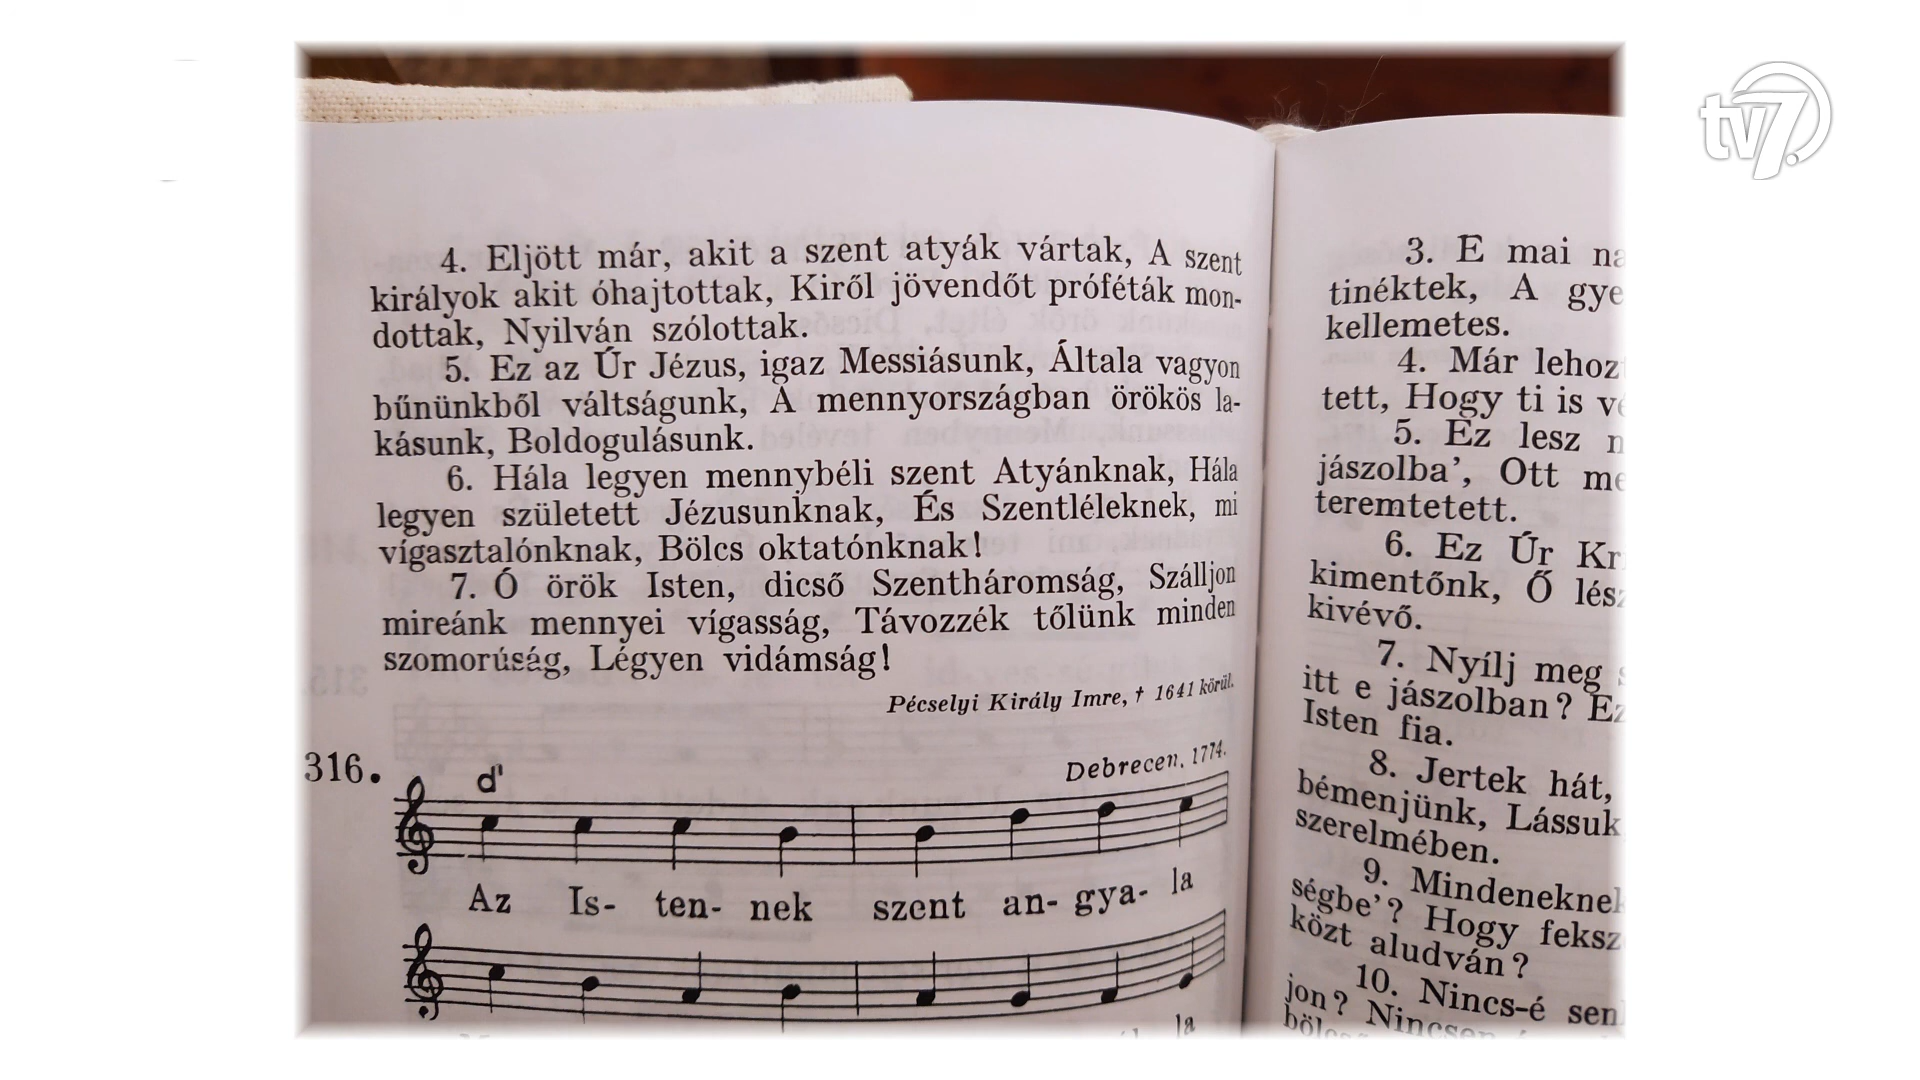 tv7.
4. Eljött már, akit a szent atyák vártak, A szent
királyok akit óhajtottak, Kiről jövendőt próféták mon-
dottak, Nyilván szólottak.
5. Ez az Úr Jézus, igaz Messiásunk, Általa vagyon
bűnünkből váltságunk, A mennyországban örökös la-
kásunk, Boldogulásunk.
6. Hála legyen mennybéli szent Atyánknak, Hála
legyen született Jézusunknak, És Szentléleknek, mi
vígasztalónknak, Bölcs oktatónknak!
7. Ó örök Isten, dicső Szentháromság, Szálljon
mireánk mennyei vígasság, Távozzék tőlünk minden
szomorúság, Légyen vidámság!
Pécselyi Király Imre, † 1641 körül.
316.
Debrecen, 1774.
d'
Az Is- ten- nek szent an- gya- la
la
3. E mai na
tinéktek, A gye
kellemetes.
4. Már lehoz
tett, Hogy ti is vé
5. Ez lesz n
jászolba', Ott me
teremtetett.
6. Ez Úr Kr
kimentőnk, Ő lés
kivévő.
7. Nyílj meg
itt e jászolban? Ez
Isten fia.
8. Jertek hát,
bémenjünk, Lássuk
szerelmében.
9. Mindeneknek
ségbe'? Hogy feksz
közt aludván?
10. Nincs-é sen
jon? Nincsen